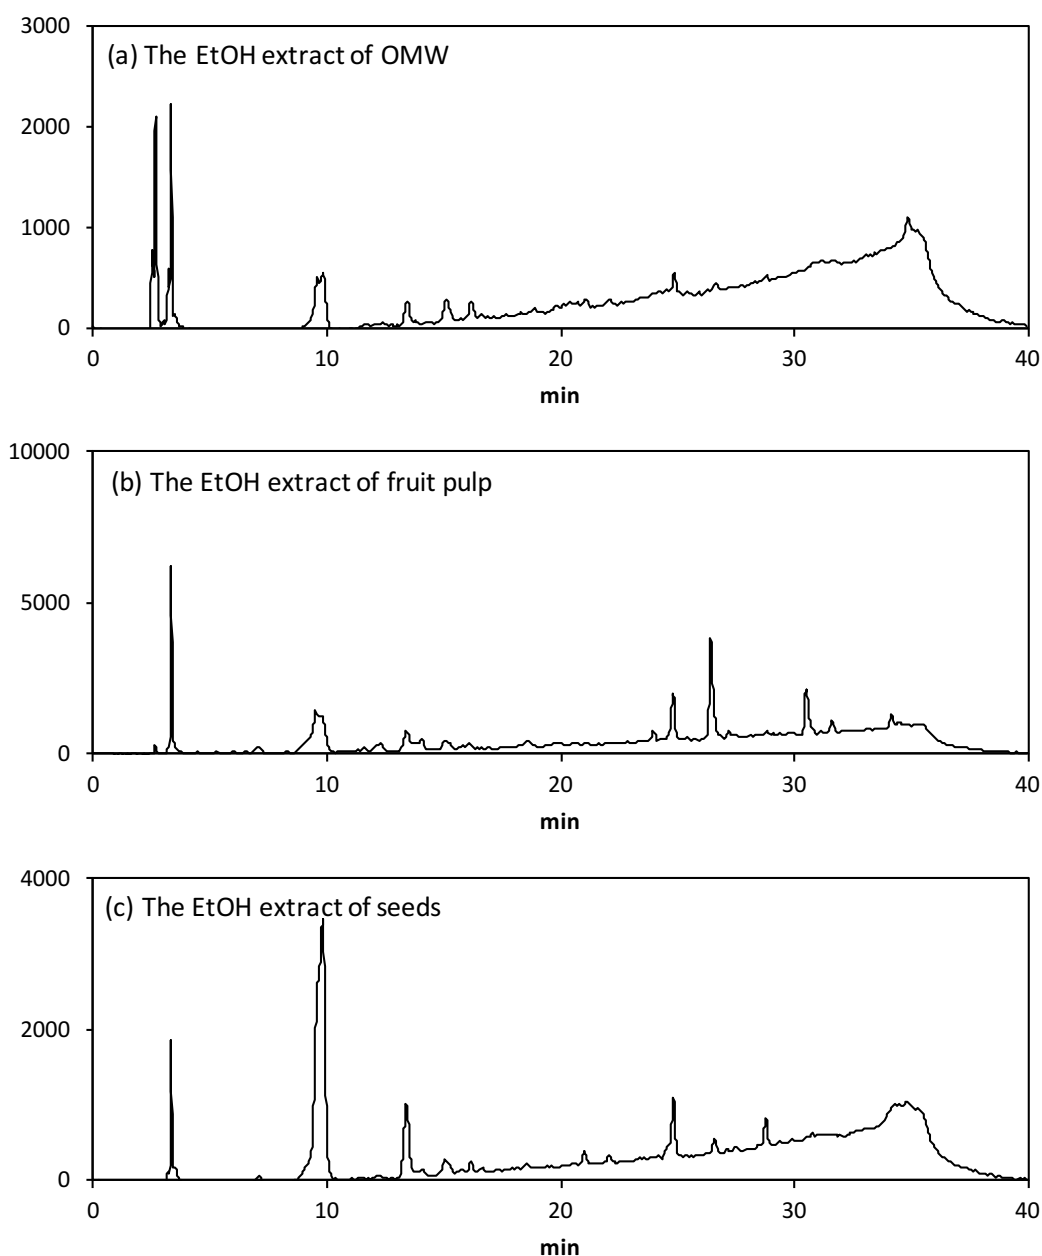 3000
(a) The EtOH extract of OMW
2000
1000
0
0 10 20 30 40
min
10000
(b) The EtOH extract of fruit pulp
5000
0
0 10 20 30 40
min
4000
(c) The EtOH extract of seeds
2000
0
0 10 20 30 40
min